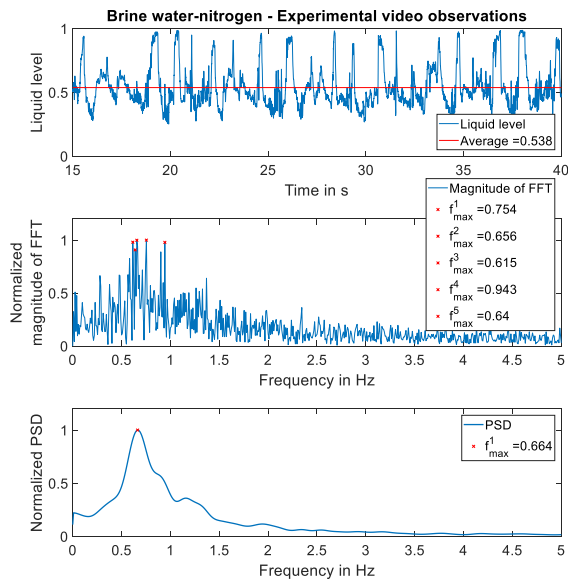 Brine water-nitrogen - Experimental video observations
1
0.5
0
Liquid level
15 20 25 30 35 40
Time in s
Liquid level
Average =0.538
Magnitude of FFT
f1max =0.754
f2max =0.656
f3max =0.615
f4max =0.943
f5max =0.64
1
0.5
0
Normalized
magnitude of FFT
0 0.5 1 1.5 2 2.5 3 3.5 4 4.5 5
Frequency in Hz
1
0.5
0
Normalized PSD
PSD
f1max =0.664
0 0.5 1 1.5 2 2.5 3 3.5 4 4.5 5
Frequency in Hz